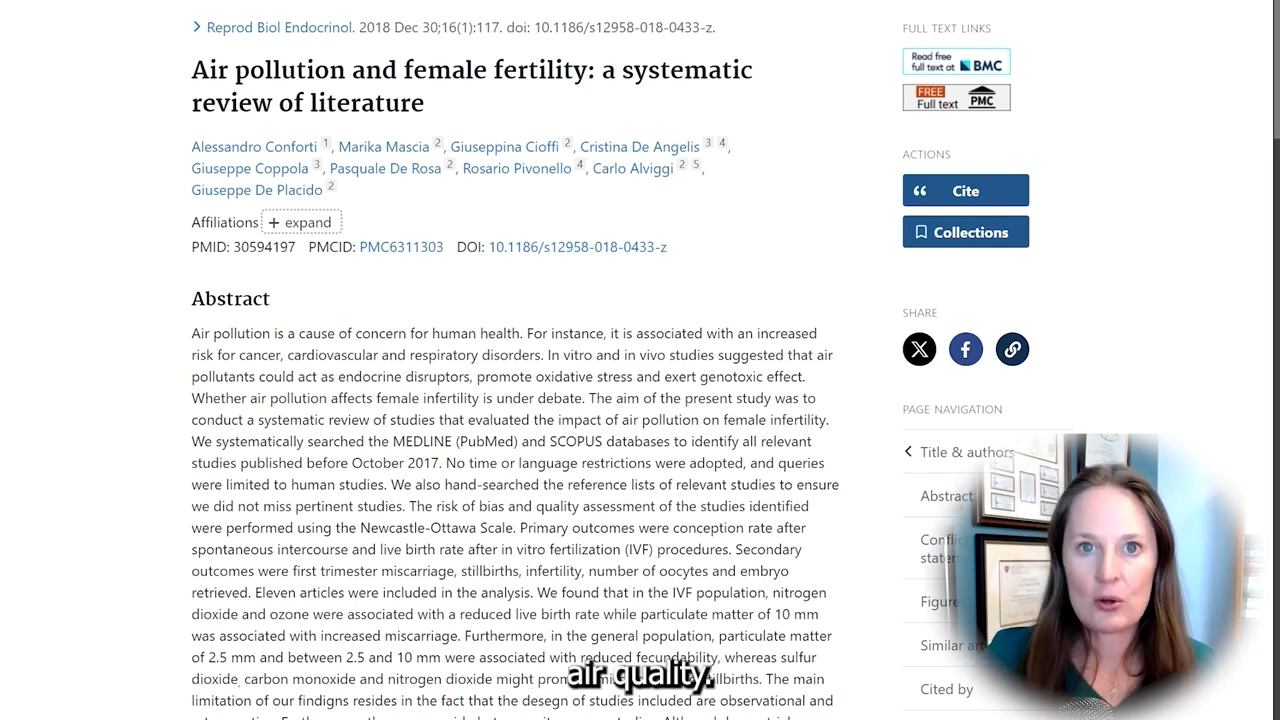 Reprod Biol Endocrinol. 2018 Dec 30;16(1):117. doi: 10.1186/s12958-018-0433-z.
Air pollution and female fertility: a systematic
review of literature
Alessandro Conforti 1, Marika Mascia 2, Giuseppina Cioffi 2, Cristina De Angelis 3 4,
Giuseppe Coppola 3, Pasquale De Rosa 2, Rosario Pivonello 4, Carlo Alviggi 2 5,
Giuseppe De Placido 2
Affiliations + expand
PMID: 30594197 PMCID: PMC6311303 DOI: 10.1186/s12958-018-0433-z
Abstract
Air pollution is a cause of concern for human health. For instance, it is associated with an increased
risk for cancer, cardiovascular and respiratory disorders. In vitro and in vivo studies suggested that air
pollutants could act as endocrine disruptors, promote oxidative stress and exert genotoxic effect.
Whether air pollution affects female infertility is under debate. The aim of the present study was to
conduct a systematic review of studies that evaluated the impact of air pollution on female infertility.
We systematically searched the MEDLINE (PubMed) and SCOPUS databases to identify all relevant
studies published before October 2017. No time or language restrictions were adopted, and queries
were limited to human studies. We also hand-searched the reference lists of relevant studies to ensure
we did not miss pertinent studies. The risk of bias and quality assessment of the studies identified
were performed using the Newcastle-Ottawa Scale. Primary outcomes were conception rate after
spontaneous intercourse and live birth rate after in vitro fertilization (IVF) procedures. Secondary
outcomes were first trimester miscarriage, stillbirths, infertility, number of oocytes and embryo
retrieved. Eleven articles were included in the analysis. We found that in the IVF population, nitrogen
dioxide and ozone were associated with a reduced live birth rate while particulate matter of 10 mm
was associated with increased miscarriage. Furthermore, in the general population, particulate matter
of 2.5 mm and between 2.5 and 10 mm were associated with reduced fecundability, whereas sulfur
dioxide, carbon monoxide and nitrogen dioxide might
limitation of our findigns resides in the fact that the desegn of studies included are observational and
air quality.
FULL TEXT LINKS
Read free
full text at BMC
FREE
Full text PMC
ACTIONS
Cite
Collections
SHARE
PAGE NAVIGATION
Title & authors
Abstract
Figure
Similar
Cited by